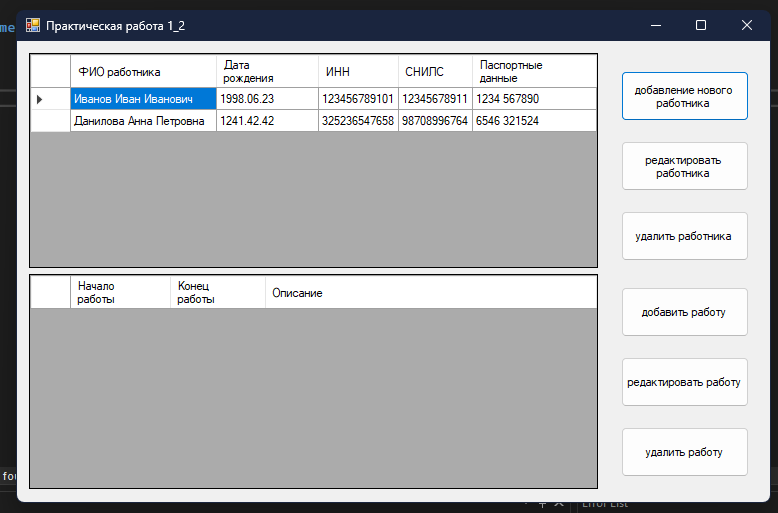 me
Практическая работа 1_2
ФИО работника
Дата
рождения
ИНН
СНИЛС
Паспортные
данные
Иванов Иван Иванович 1998.06.23 123456789101 12345678911 1234 567890
Данилова Анна Петровна 1241.42.42 325236547658 98708996764 6546 321524
добавление нового
работника
редактировать
работника
удалить работника
Начало
работы
Конец
работы
Описание
добавить работу
редактировать работу
удалить работу
fou
Error List